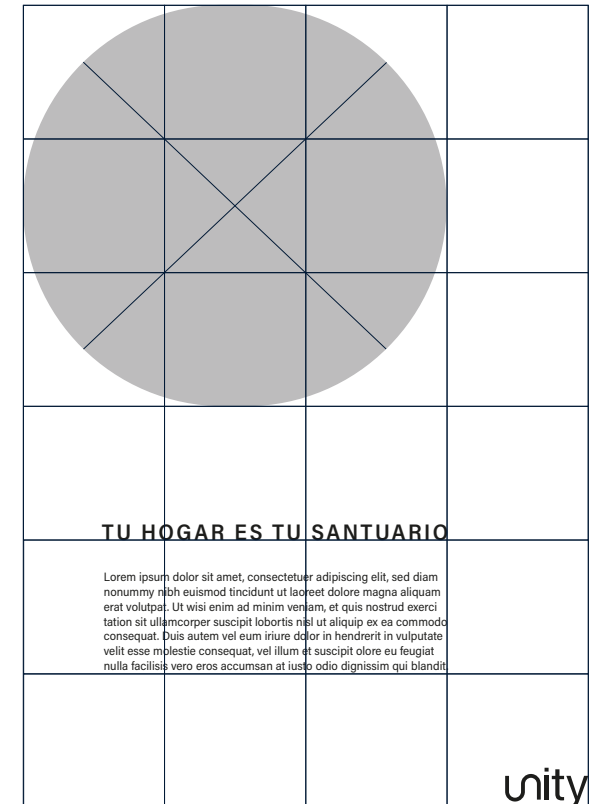 TU HOGAR ES TU SANTUARIO
Lorem ipsum dolor sit amet, consectetuer adipiscing elit, sed diam
nonummy nibh euismod tincidunt ut laoreet dolore magna aliquam
erat volutpat. Ut wisi enim ad minim veniam, et quis nostrud exerci
tation sit ullamcorper suscipit lobortis nisl ut aliquip ex ea commodo
consequat. Duis autem vel eum iriure dolor in hendrerit in vulputate
velit esse molestie consequat, vel illum et suscipit olore eu feugiat
nulla facilisis vero eros accumsan at iusto odio dignissim qui blandit.
unity